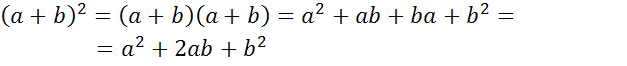 (a + b)² = (a + b)(a + b) = a² + ab + ba + b² =
= a² + 2ab + b²